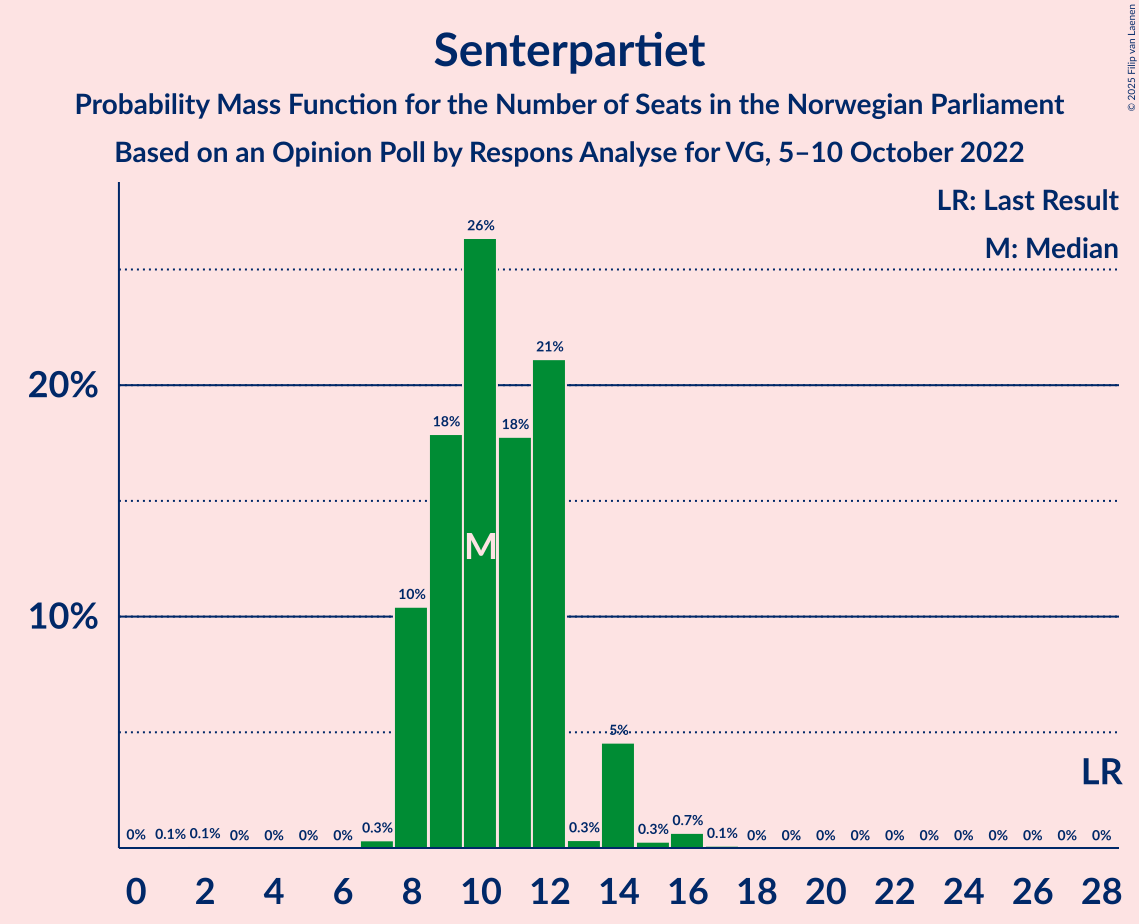 Senterpartiet
Probability Mass Function for the Number of Seats in the Norwegian Parliament
Based on an Opinion Poll by Respons Analyse for VG, 5–10 October 2022
© 2025 Filip van Laenen
LR: Last Result
M: Median
26%
21%
20%
18%
18%
M
10%
10%
5%
LR
0% 0.1% 0.1% 0% 0% 0% 0% 0.3% 0.3% 0.3% 0.7% 0.1% 0% 0% 0% 0% 0% 0% 0% 0% 0% 0% 0%
0 2 4 6 8 10 12 14 16 18 20 22 24 26 28